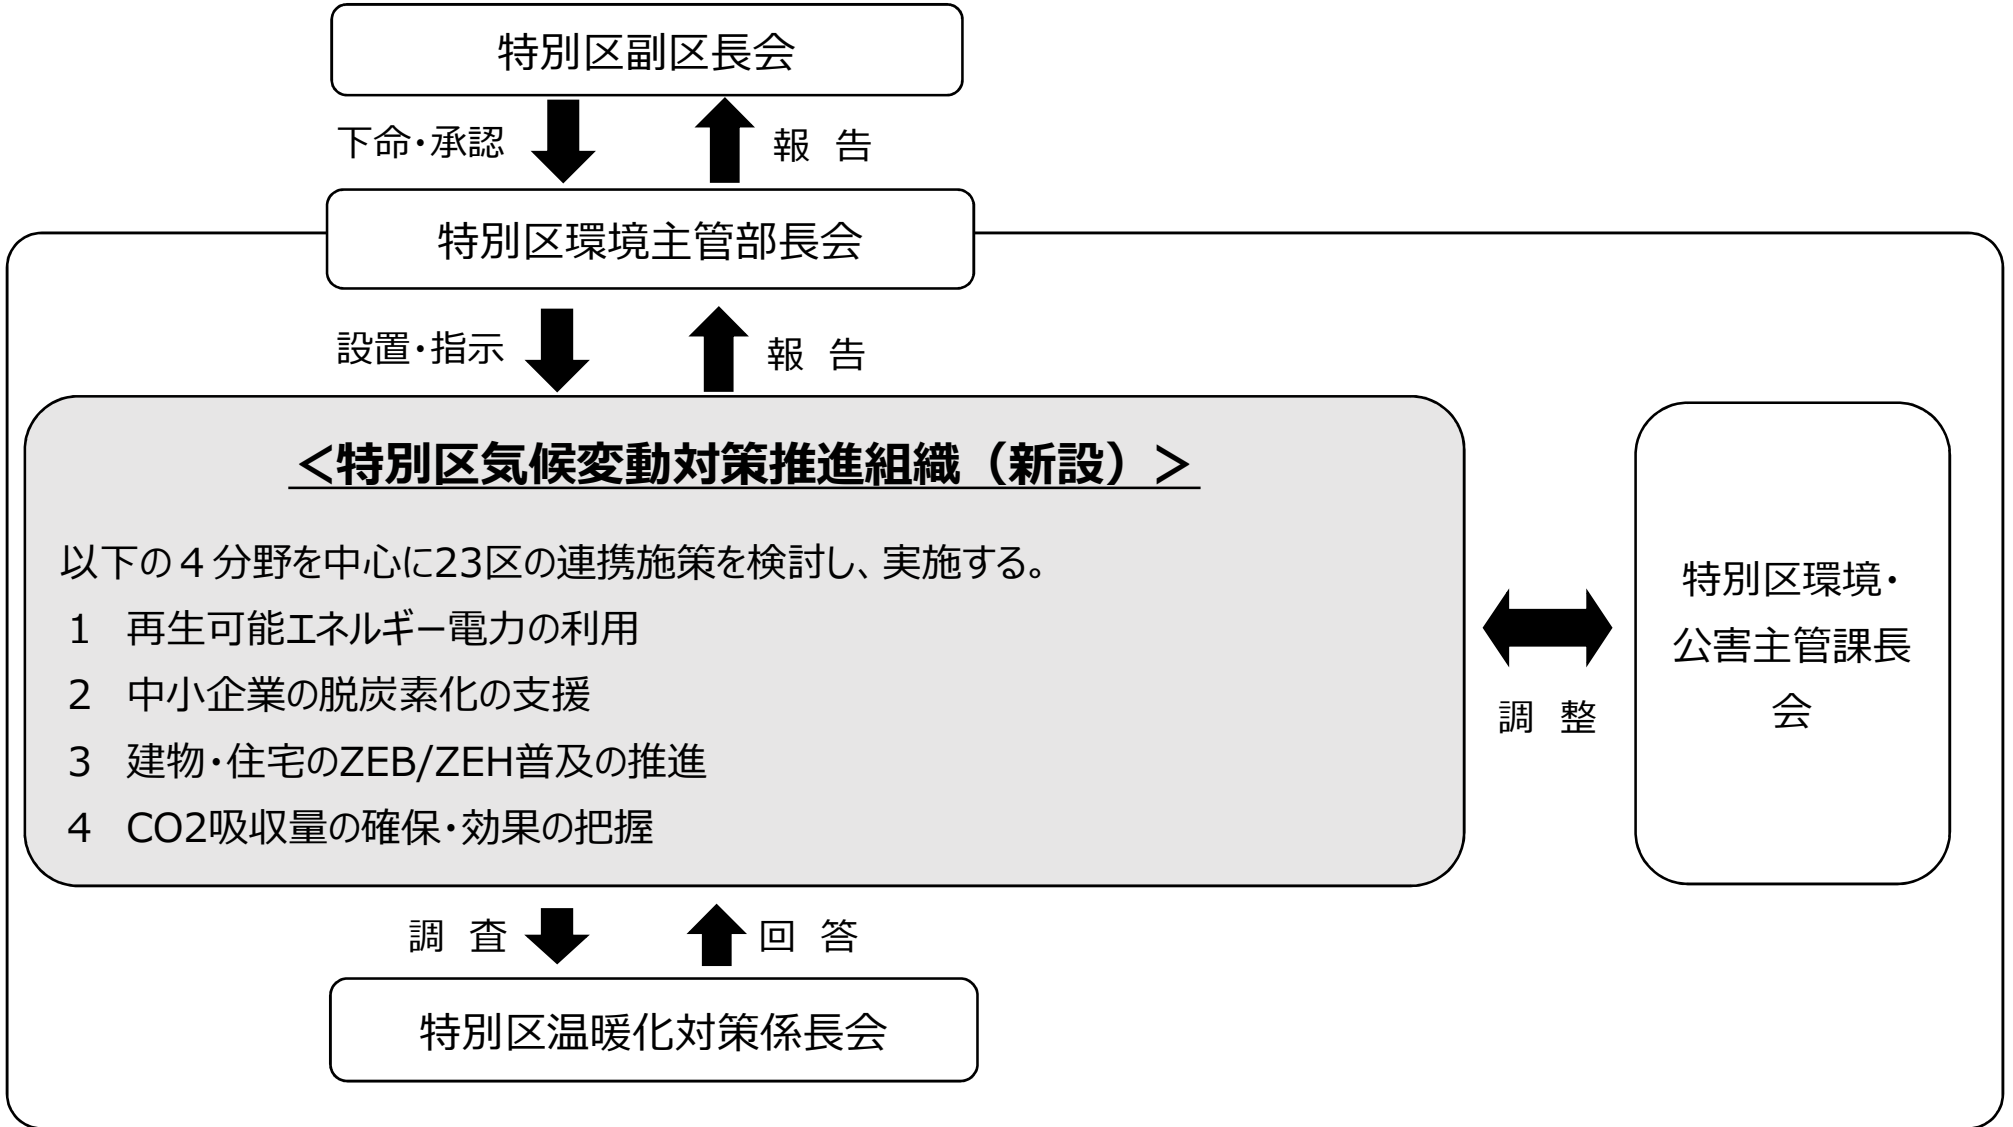 特別区副区長会
下命・承認
報 告
特別区環境主管部長会
設置・指示
報 告
＜特別区気候変動対策推進組織（新設）＞
以下の４分野を中心に23区の連携施策を検討し、実施する。
1 再生可能エネルギー電力の利用
2 中小企業の脱炭素化の支援
3 建物・住宅のZEB/ZEH普及の推進
4 CO2吸収量の確保・効果の把握
調 整
特別区環境・
公害主管課長
会
調 査
回 答
特別区温暖化対策係長会